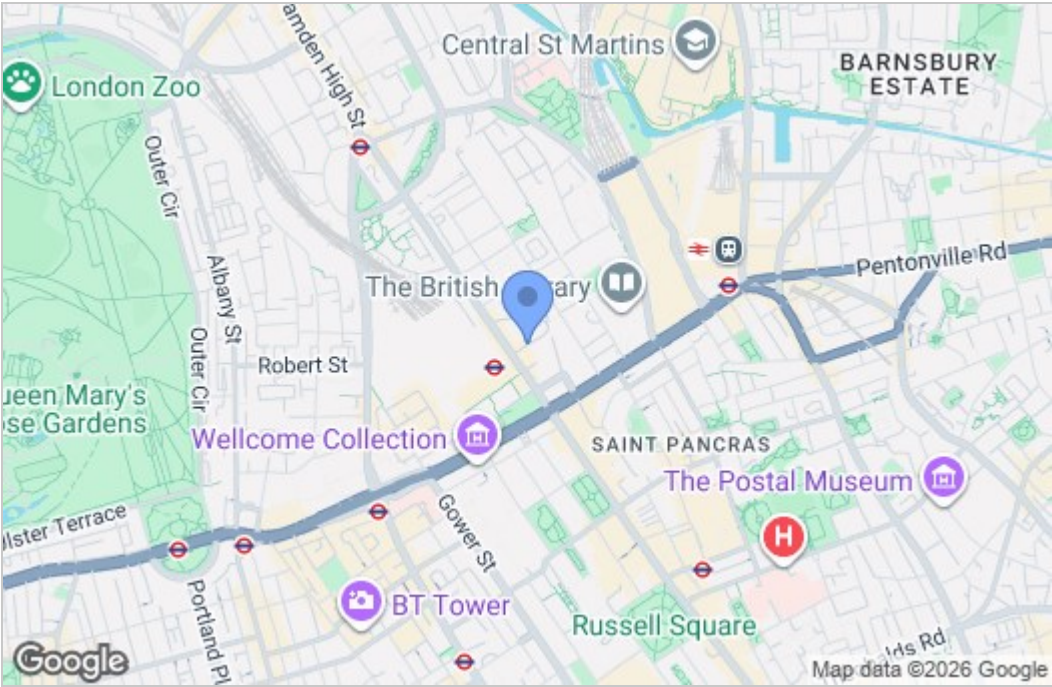 amden High St
Central St Martins
BARNSBURY
ESTATE
London Zoo
Outer Cir
Albany St
Pentonville Rd
The British rary
Outer Cir
Robert St
ueen Mary's
ose Gardens
Wellcome Collection
SAINT PANCRAS
The Postal Museum
lster Terrace
Gower St
H
Portland Pl
BT Tower
Russell Square
lds Rd
Google
Map data ©2026 Google